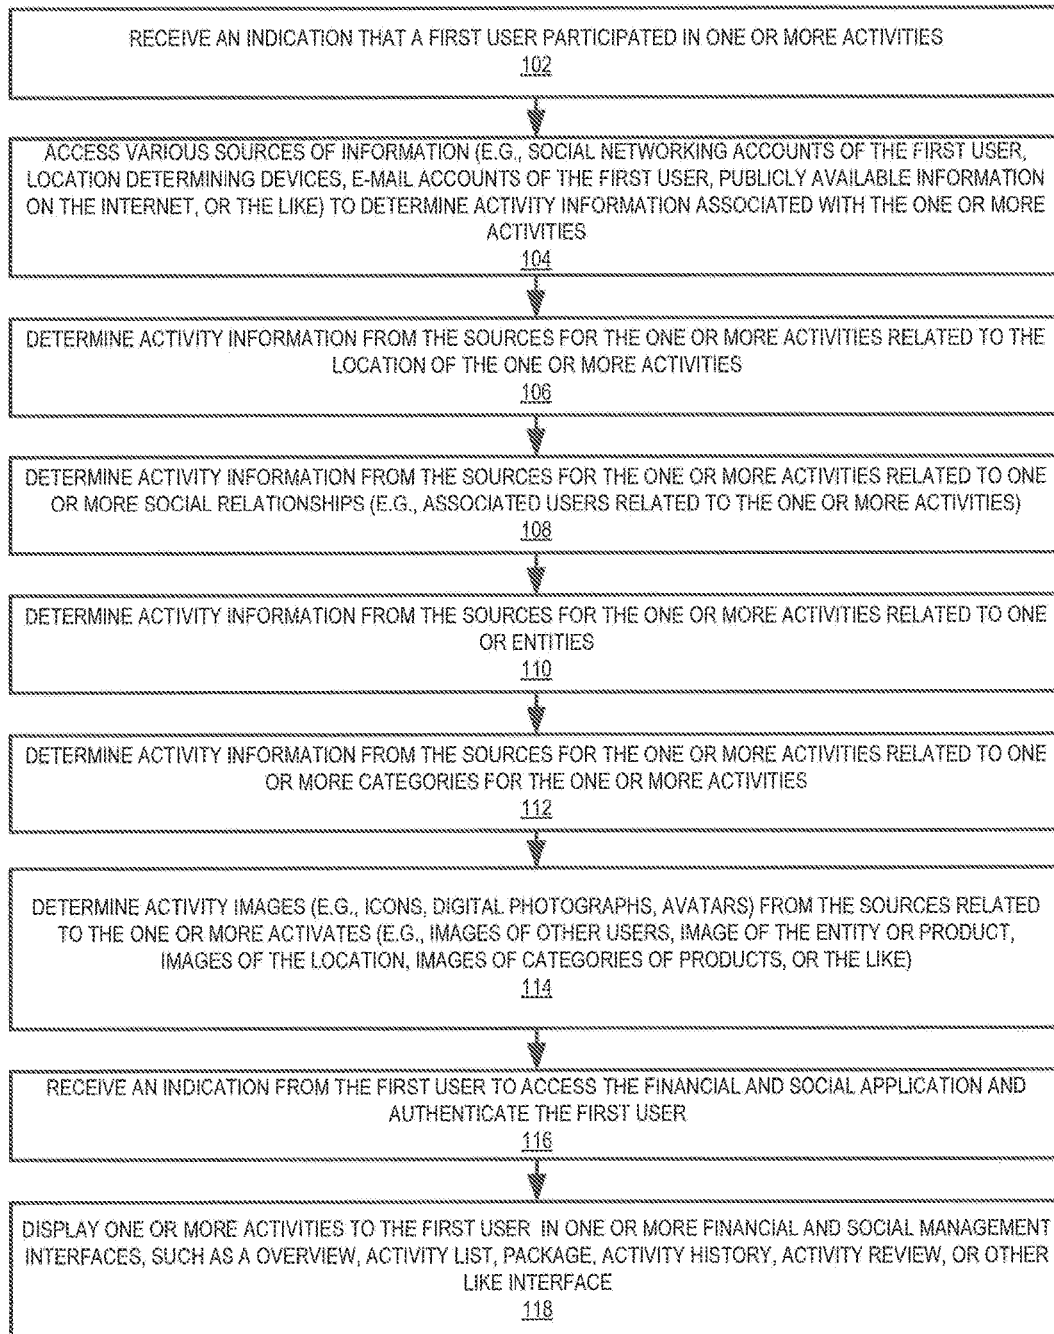 RECEIVE AN INDICATION THAT A FIRST USER PARTICIPATED IN ONE OR MORE ACTIVITIES
102
ACCESS VARIOUS SOURCES OF INFORMATION (E.G., SOCIAL NETWORKING ACCOUNTS OF THE FIRST USER,
LOCATION DETERMINING DEVICES, E-MAIL ACCOUNTS OF THE FIRST USER, PUBLICLY AVAILABLE INFORMATION
ON THE INTERNET, OR THE LIKE) TO DETERMINE ACTIVITY INFORMATION ASSOCIATED WITH THE ONE OR MORE
ACTIVITIES
104
DETERMINE ACTIVITY INFORMATION FROM THE SOURCES FOR THE ONE OR MORE ACTIVITIES RELATED TO THE
LOCATION OF THE ONE OR MORE ACTIVITIES
106
DETERMINE ACTIVITY INFORMATION FROM THE SOURCES FOR THE ONE OR MORE ACTIVITIES RELATED TO ONE
OR MORE SOCIAL RELATIONSHIPS (E.G., ASSOCIATED USERS RELATED TO THE ONE OR MORE ACTIVITIES)
108
DETERMINE ACTIVITY INFORMATION FROM THE SOURCES FOR THE ONE OR MORE ACTIVITIES RELATED TO ONE
OR ENTITIES
110
DETERMINE ACTIVITY INFORMATION FROM THE SOURCES FOR THE ONE OR MORE ACTIVITIES RELATED TO ONE
OR MORE CATEGORIES FOR THE ONE OR MORE ACTIVITIES
112
DETERMINE ACTIVITY IMAGES (E.G., ICONS, DIGITAL PHOTOGRAPHS, AVATARS) FROM THE SOURCES RELATED
TO THE ONE OR MORE ACTIVATES (E.G., IMAGES OF OTHER USERS, IMAGE OF THE ENTITY OR PRODUCT,
IMAGES OF THE LOCATION, IMAGES OF CATEGORIES OF PRODUCTS, OR THE LIKE)
114
RECEIVE AN INDICATION FROM THE FIRST USER TO ACCESS THE FINANCIAL AND SOCIAL APPLICATION AND
AUTHENTICATE THE FIRST USER
116
DISPLAY ONE OR MORE ACTIVITIES TO THE FIRST USER IN ONE OR MORE FINANCIAL AND SOCIAL MANAGEMENT
INTERFACES, SUCH AS A OVERVIEW, ACTIVITY LIST, PACKAGE, ACTIVITY HISTORY, ACTIVITY REVIEW, OR OTHER
LIKE INTERFACE
118